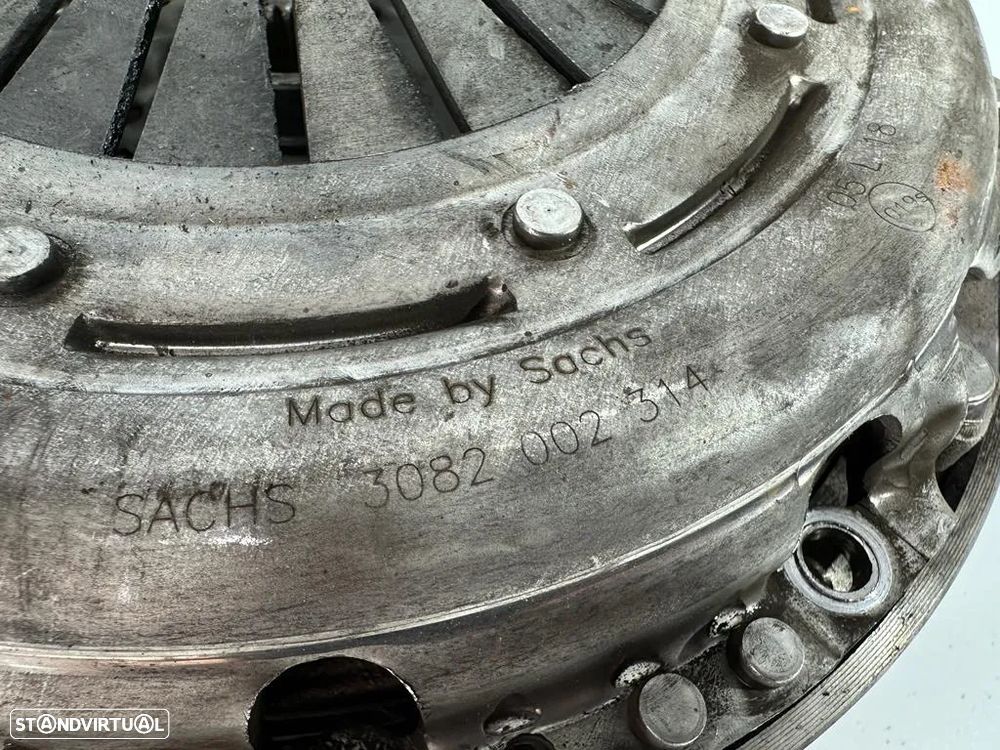 05 L 18
Made by Sachs
SACHS 3082 002 314
STANDVIRTUAL